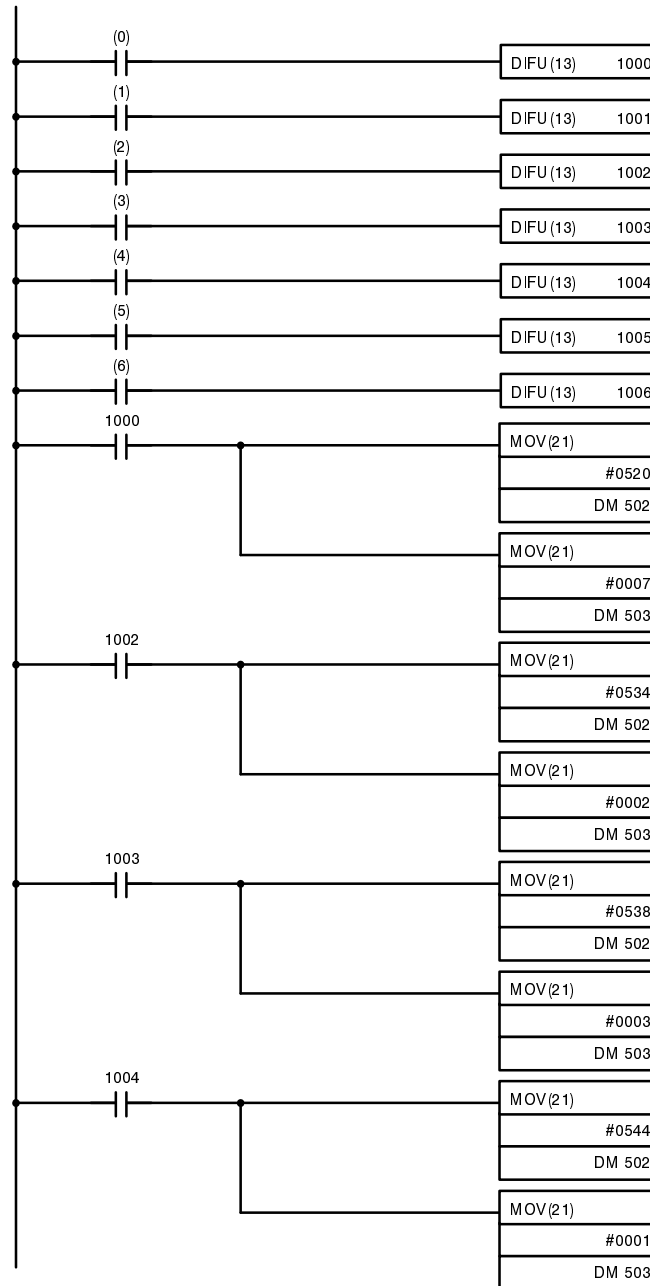 (0)
DIFU(13) 1000
(1)
DIFU(13) 1001
(2)
DIFU(13) 1002
(3)
DIFU(13) 1003
(4)
DIFU(13) 1004
(5)
DIFU(13) 1005
(6)
DIFU(13) 1006
1000
MOV(21)
#0520
DM 502
MOV(21)
#0007
DM 503
1002
MOV(21)
#0534
DM 502
MOV(21)
#0002
DM 503
1003
MOV(21)
#0538
DM 502
MOV(21)
#0003
DM 503
1004
MOV(21)
#0544
DM 502
MOV(21)
#0001
DM 503